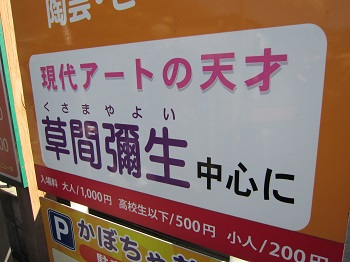 陶芸・
現代アートの天才
くさまやよい
草間彌生中心に
入場料 大人/1,000円 高校生以下/500円 小人/200円
P かぼちゃ